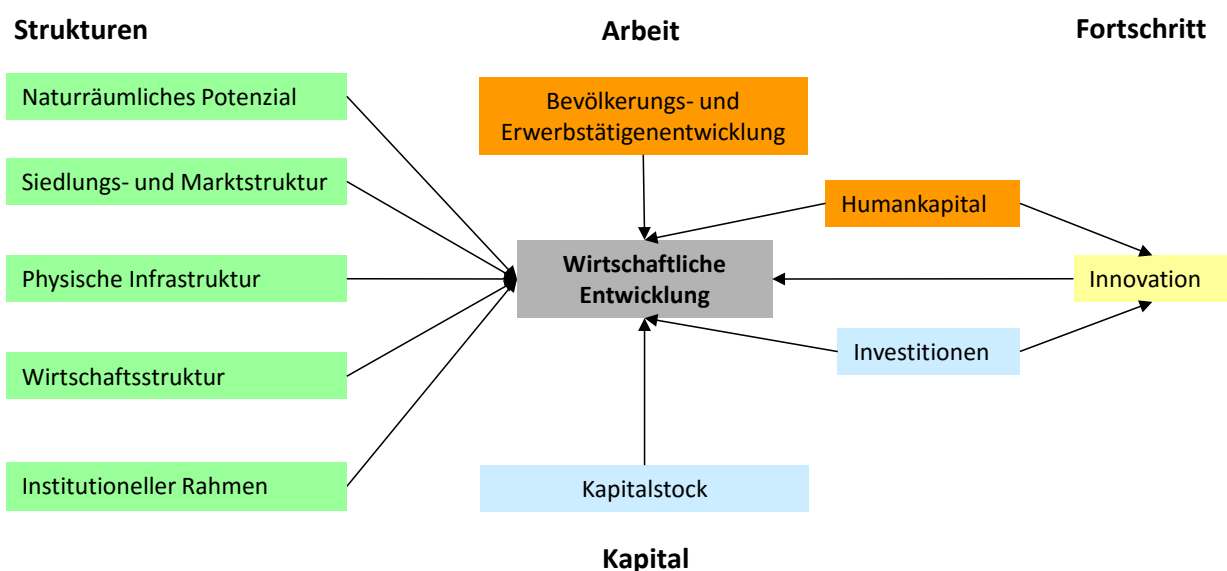 Strukturen
Arbeit
Fortschritt
Naturräumliches Potenzial
Siedlungs- und Marktstruktur
Physische Infrastruktur
Wirtschaftsstruktur
Institutioneller Rahmen
Bevölkerungs- und
Erwerbstätigenentwicklung
Humankapital
Wirtschaftliche
Entwicklung
Innovation
Investitionen
Kapitalstock
Kapital